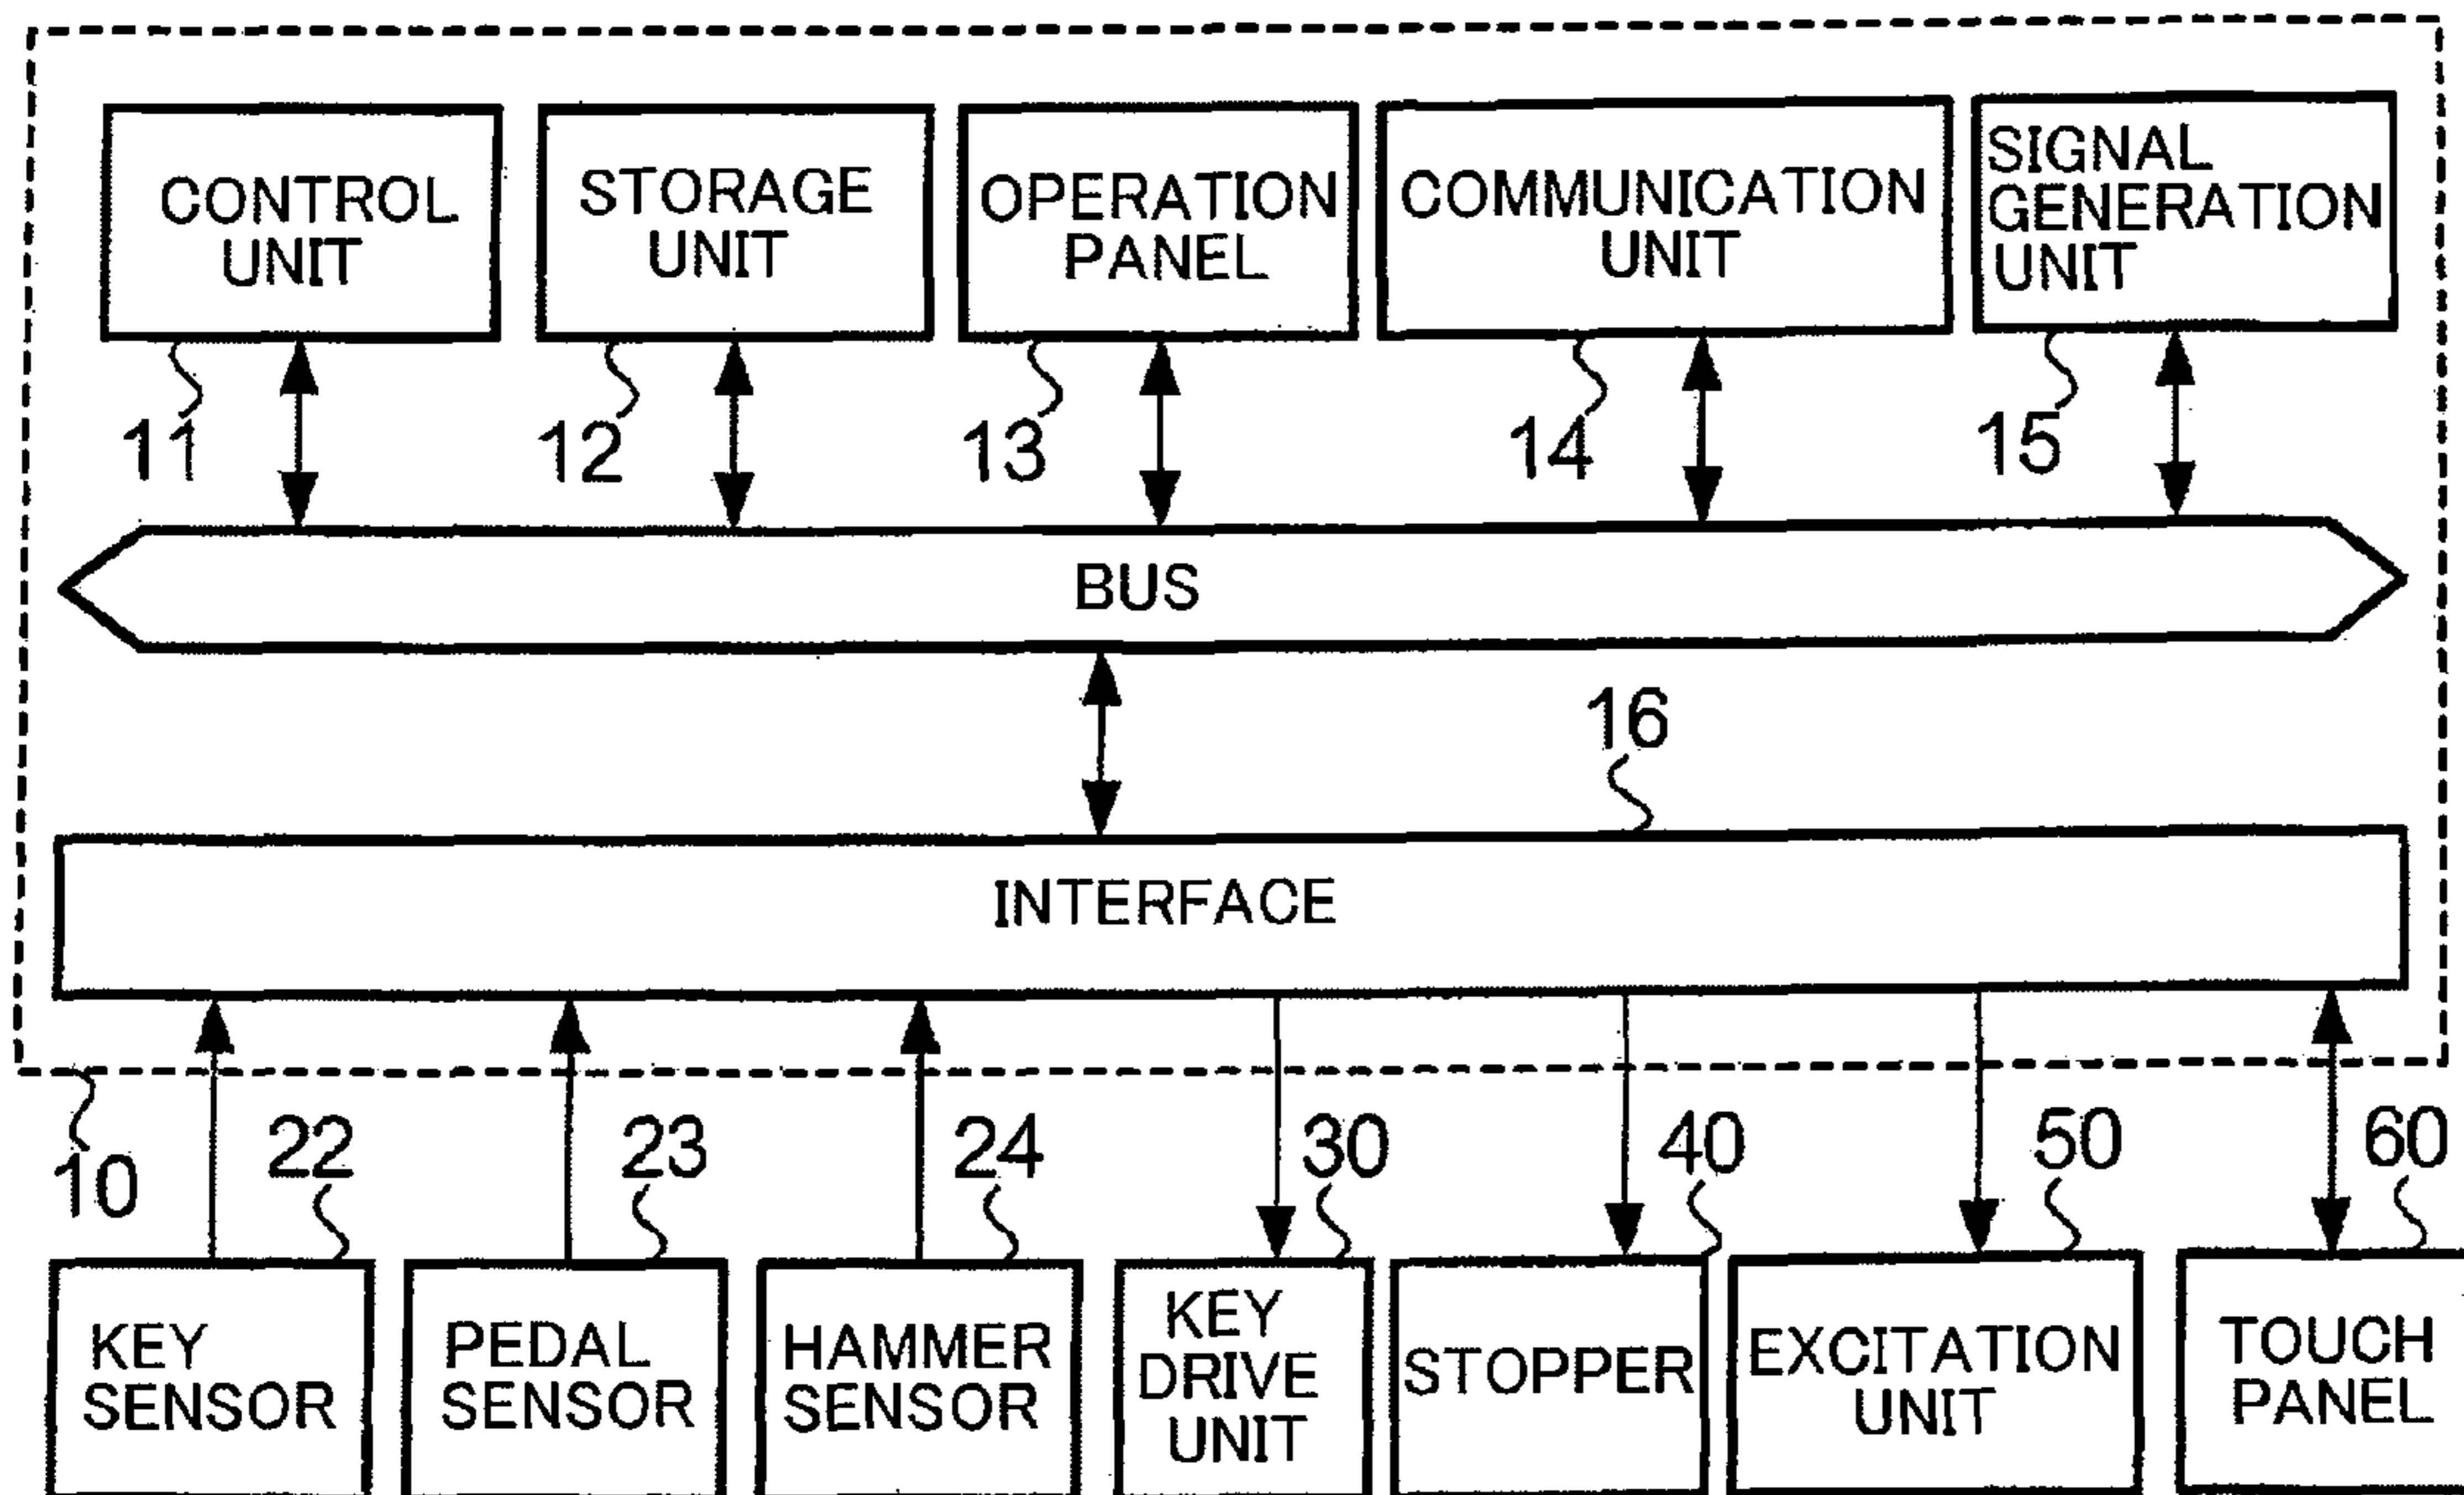 CONTROL
UNIT
STORAGE
UNIT
OPERATION
PANEL
COMMUNICATION
UNIT
SIGNAL
GENERATION
UNIT
11
12
13
14
15
BUS
16
INTERFACE
10
22
23
24
30
40
50
60
KEY
SENSOR
PEDAL
SENSOR
HAMMER
SENSOR
KEY
DRIVE
UNIT
STOPPER
EXCITATION
UNIT
TOUCH
PANEL